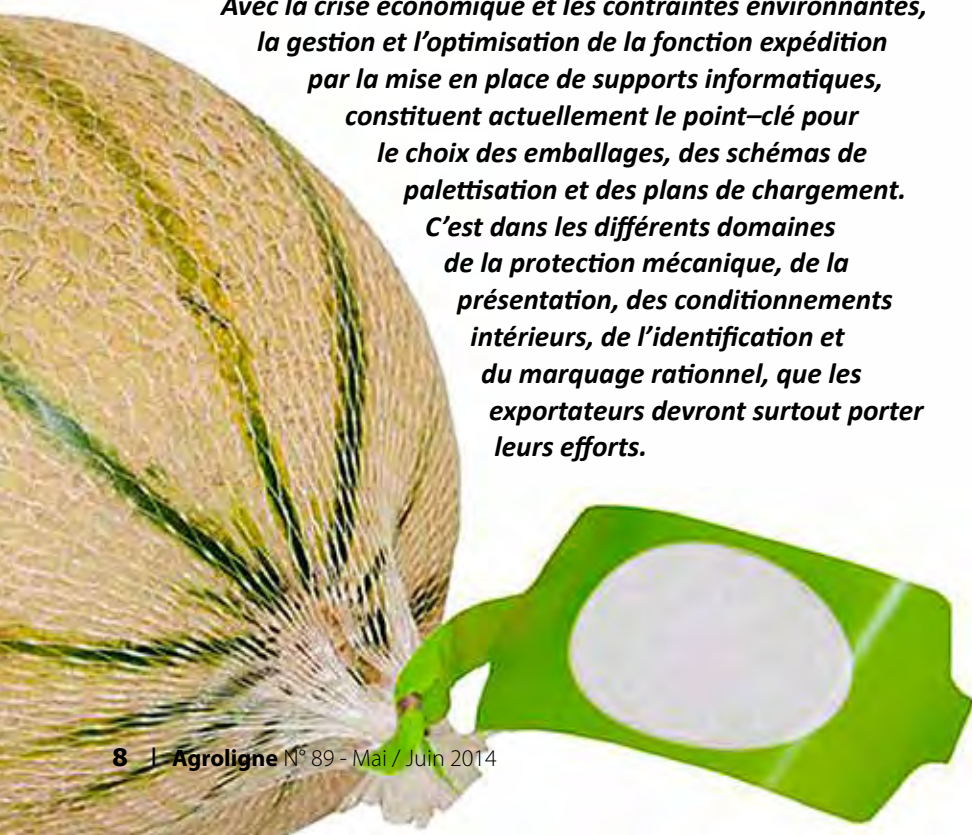 Avec la crise économique et les contraintes environnantes,
la gestion et l'optimisation de la fonction expédition
par la mise en place de supports informatiques,
constituent actuellement le point–clé pour
le choix des emballages, des schémas de
palettisation et des plans de chargement.
C'est dans les différents domaines
de la protection mécanique, de la
présentation, des conditionnements
intérieurs, de l'identification et
du marquage rationnel, que les
exportateurs devront surtout porter
leurs efforts.
8 | Agroligne N° 89 - Mai / Juin 2014